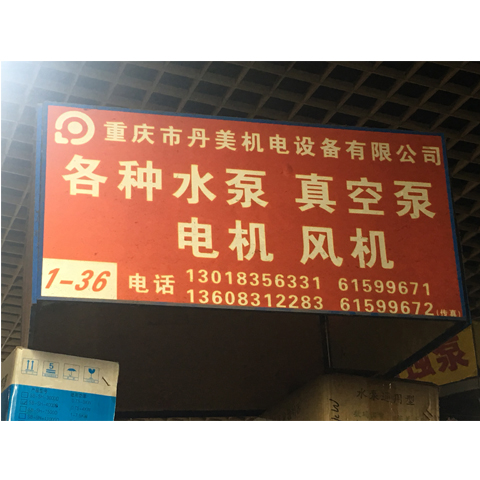 重庆市丹美机电设备有限公司
各种水泵 真空泵
电机 风机
1-36
电话 13018356331 61599671
13608312283 61599672(传真)
泵